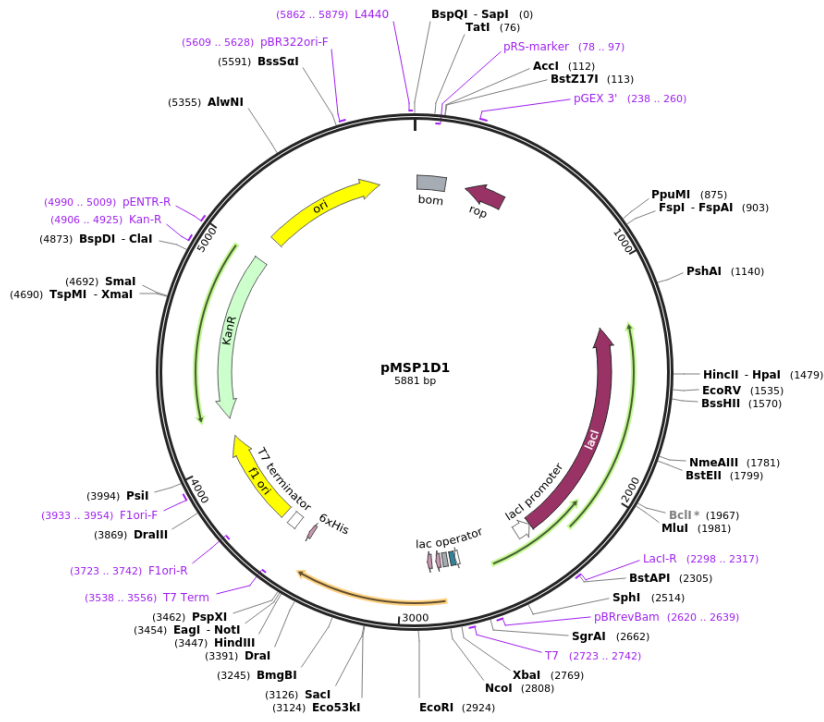 (5862 .. 5879) L4440
BspQI - SapI (0)
TatI (76)
(5609 .. 5628) pBR322ori-F
pRS-marker (78 .. 97)
(5591) BssSαI
AccI (112)
BstZ17I (113)
(5355) AlwNI
pGEX 3' (238 .. 260)
ori
bom
rop
PpuMI (875)
FspI - FspAI (903)
(4990 .. 5009) pENTR-R
(4906 .. 4925) Kan-R
(4873) BspDI - ClaI
5000
1000
PshAI (1140)
(4692) SmaI
(4690) TspMI - XmaI
KanR
pMSP1D1
5881 bp
HincII - HpaI (1479)
EcoRV (1535)
BssHII (1570)
lacI
NmeAIII (1781)
BstEII (1799)
T7 terminator
f1 ori
6xHis
lacI promoter
lac operator
4000
2000
(3994) PsiI
(3933 .. 3954) F1ori-F
(3869) DraIII
BclI * (1967)
MluI (1981)
(3723 .. 3742) F1ori-R
LacI-R (2298 .. 2317)
BstAPI (2305)
(3538 .. 3556) T7 Term
SphI (2514)
(3462) PspXI
pBRrevBam (2620 .. 2639)
(3454) EagI - NotI
SgrAI (2662)
(3447) HindIII
3000
T7 (2723 .. 2742)
(3391) DraI
XbaI (2769)
(3245) BmgBI
NcoI (2808)
(3126) SacI
(3124) Eco53kI
EcoRI (2924)